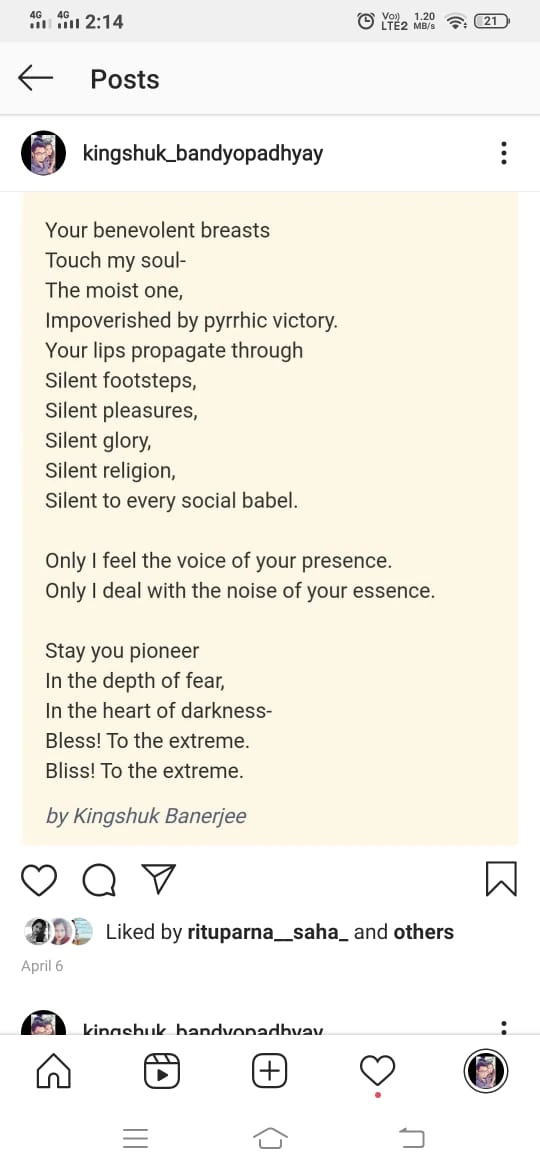 4G 4G 2:14 Vo) LTE2 1.20 MB/s 21
Posts
kingshuk_bandyopadhyay
Your benevolent breasts
Touch my soul-
The moist one,
Impoverished by pyrrhic victory.
Your lips propagate through
Silent footsteps,
Silent pleasures,
Silent glory,
Silent religion,
Silent to every social babel.
Only I feel the voice of your presence.
Only I deal with the noise of your essence.
Stay you pioneer
In the depth of fear,
In the heart of darkness-
Bless! To the extreme.
Bliss! To the extreme.
by Kingshuk Banerjee
Liked by rituparna__saha_ and others
April 6
kingshuk_bandyopadhyay